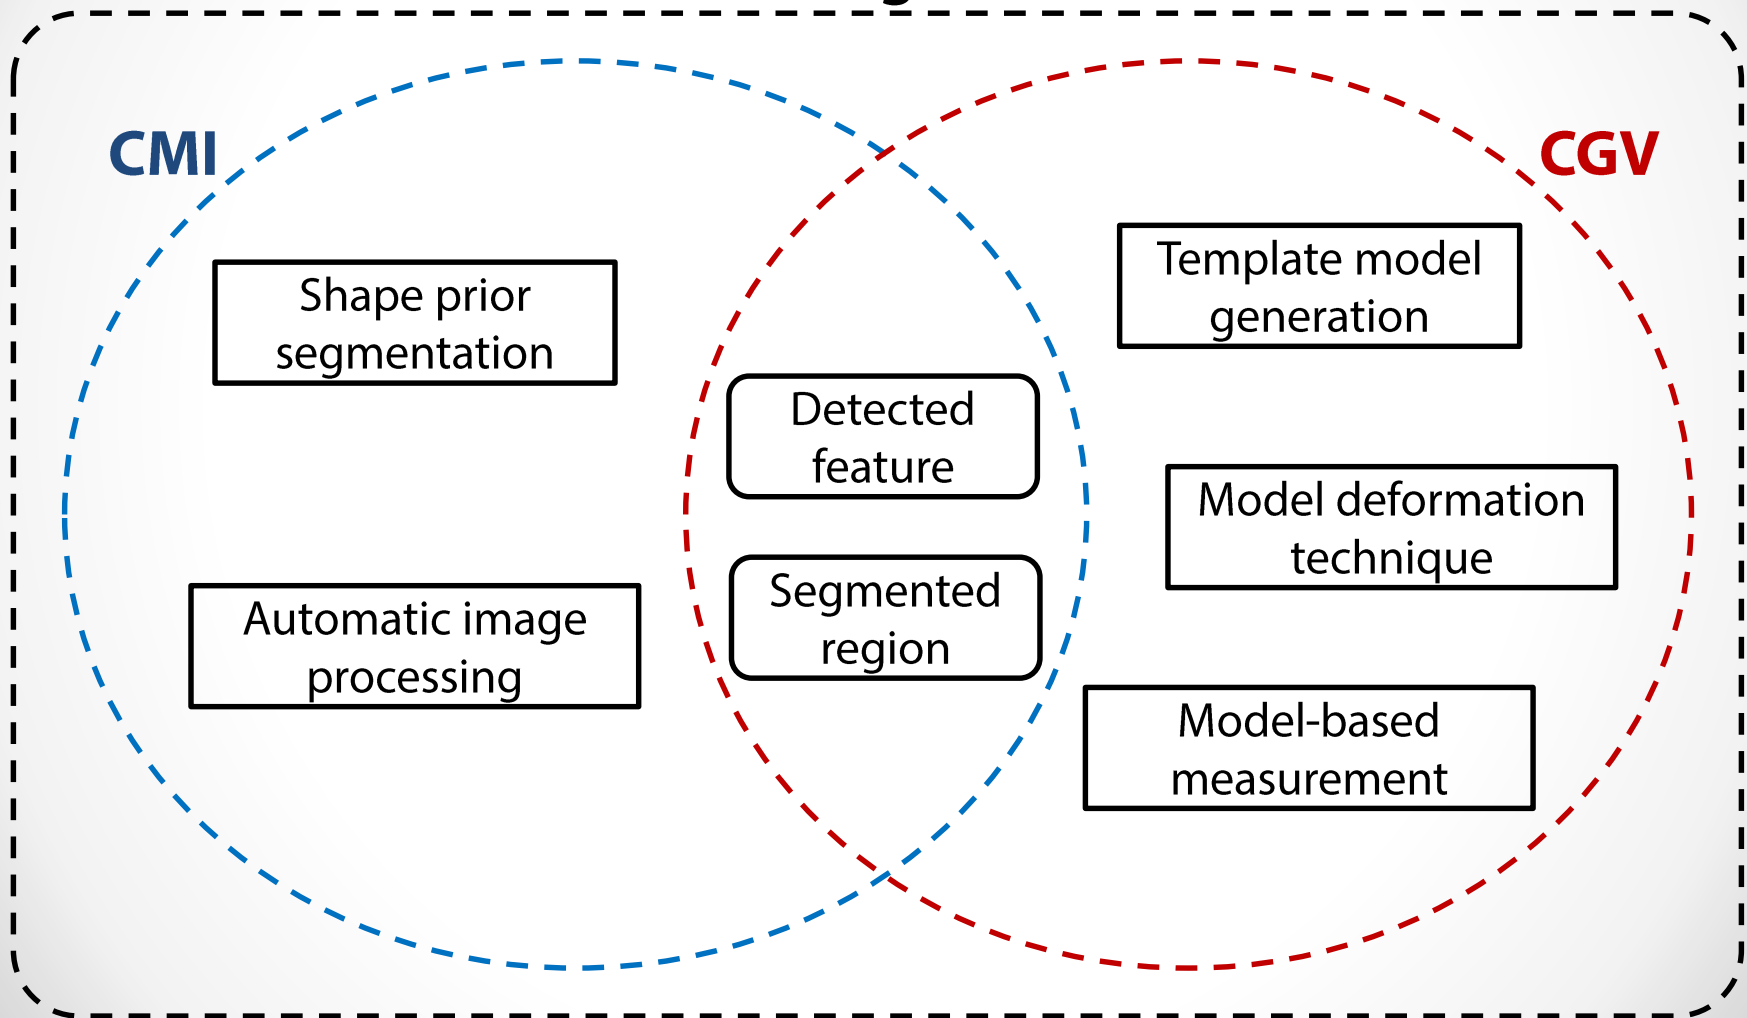 CMI
CGV
Shape prior
segmentation
Automatic image
processing
Detected
feature
Segmented
region
Template model
generation
Model deformation
technique
Model-based
measurement